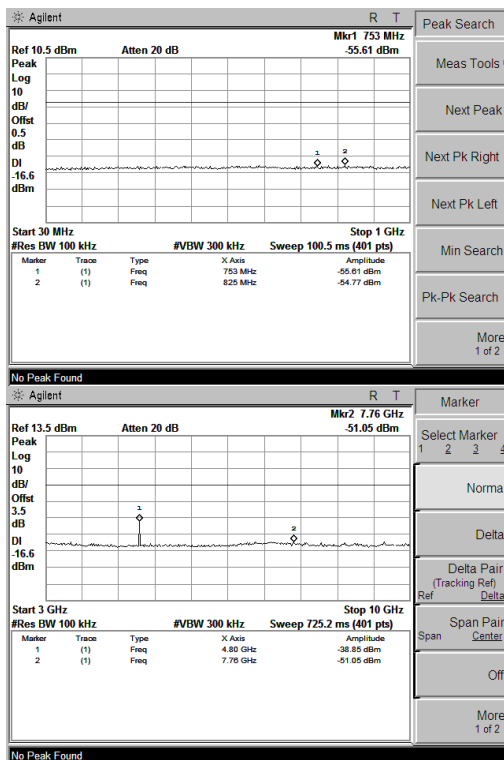 Agilent R T
Peak Search
Mkr1 753 MHz
Ref 10.5 dBm Atten 20 dB -55.61 dBm
Peak
Log
10
dB/
Offst
0.5
dB
DI
-16.6
dBm
1 2
Start 30 MHz Stop 1 GHz
#Res BW 100 kHz #VBW 300 kHz Sweep 100.5 ms (401 pts)
Marker Trace Type X Axis Amplitude
1 (1) Freq 753 MHz -55.61 dBm
2 (1) Freq 825 MHz -54.77 dBm
Meas Tools
Next Peak
Next Pk Right
Next Pk Left
Min Search
Pk-Pk Search
More
1 of 2
No Peak Found
Agilent R T
Marker
Mkr2 7.76 GHz
Ref 13.5 dBm Atten 20 dB -51.05 dBm
Peak
Log
10
dB/
Offst
3.5
dB
DI
-16.6
dBm
1
2
Start 3 GHz Stop 10 GHz
#Res BW 100 kHz #VBW 300 kHz Sweep 725.2 ms (401 pts)
Marker Trace Type X Axis Amplitude
1 (1) Freq 4.80 GHz -38.85 dBm
2 (1) Freq 7.76 GHz -51.05 dBm
Select Marker
1 2 3 4
Norma
Delta
Delta Pair
(Tracking Ref)
Ref Delta
Span Pair
Span Center
Off
More
1 of 2
No Peak Found